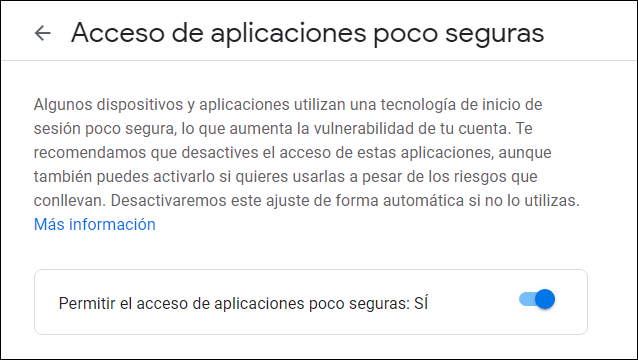 Acceso de aplicaciones poco seguras
Algunos dispositivos y aplicaciones utilizan una tecnología de inicio de
sesión poco segura, lo que aumenta la vulnerabilidad de tu cuenta. Te
recomendamos que desactives el acceso de estas aplicaciones, aunque
también puedes activarlo si quieres usarlas a pesar de los riesgos que
conllevan. Desactivaremos este ajuste de forma automática si no lo utilizas.
Más información
Permitir el acceso de aplicaciones poco seguras: SÍ